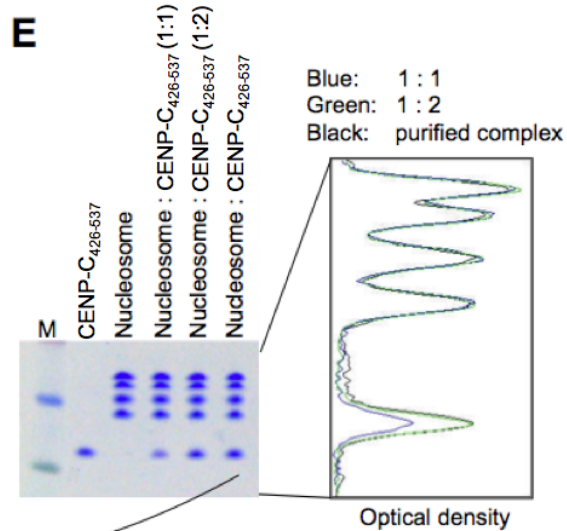 E
M
CENP-C426-537
Nucleosome
Nucleosome : CENP-C426-537 (1:1)
Nucleosome : CENP-C426-537 (1:2)
Nucleosome : CENP-C426-537
Blue: 1 : 1
Green: 1 : 2
Black: purified complex
Optical density